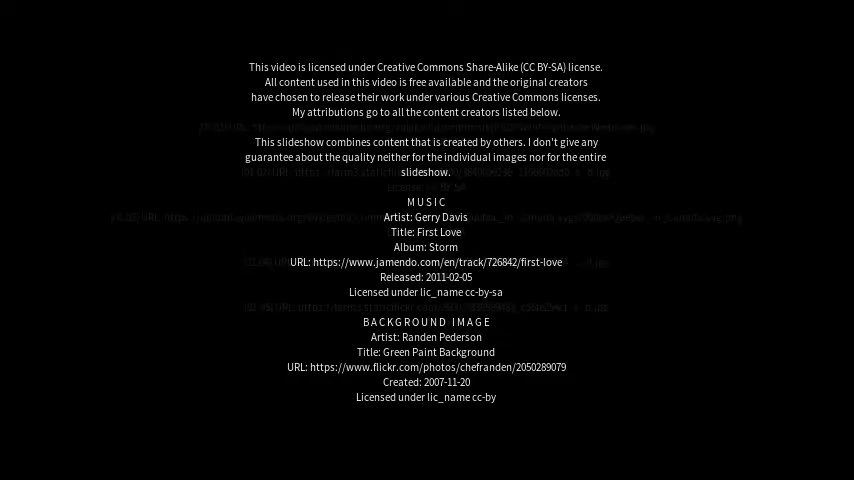 This video is licensed under Creative Commons Share-Alike (CC BY-SA) license.
All content used in this video is free available and the original creators
have chosen to release their work under various Creative Commons licenses.
My attributions go to all the content creators listed below.
This slideshow combines content that is created by others. I don't give any
guarantee about the quality neither for the individual images nor for the entire
slideshow.
MUSIC
Artist: Gerry Davis
Title: First Love
Album: Storm
URL: https://www.jamendo.com/en/track/726842/first-love
Released: 2011-02-05
Licensed under lic_name cc-by-sa
BACKGROUND IMAGE
Artist: Randen Pederson
Title: Green Paint Background
URL: https://www.flickr.com/photos/chefranden/2050289079
Created: 2007-11-20
Licensed under lic_name cc-by